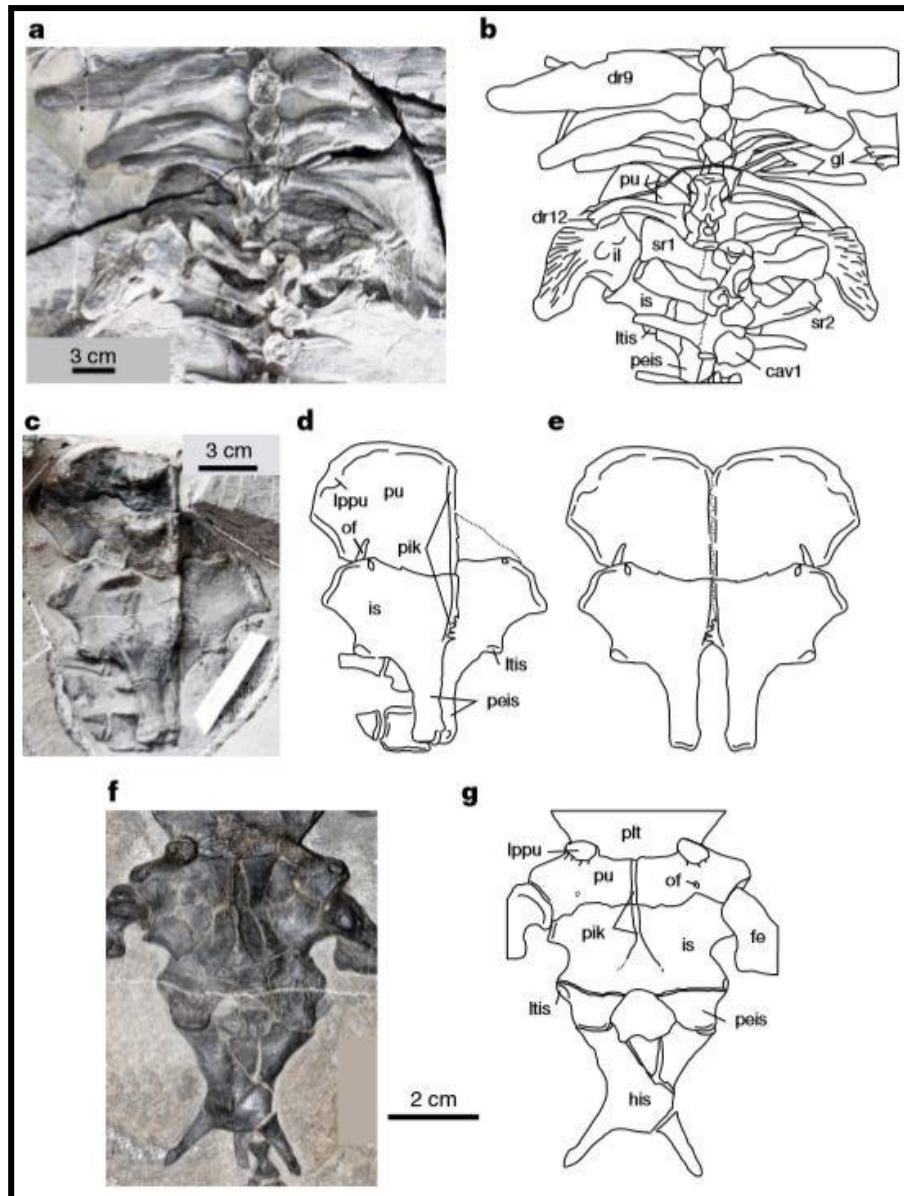 a
b
3 cm
dr9
gl
pu
dr12
il
sr1
is
sr2
ltis
peis
cav1
c
d
e
3 cm
lppu
pu
of
pik
is
ltis
peis
f
g
plt
lppu
pu
of
pik
is
fe
ltis
peis
his
2 cm